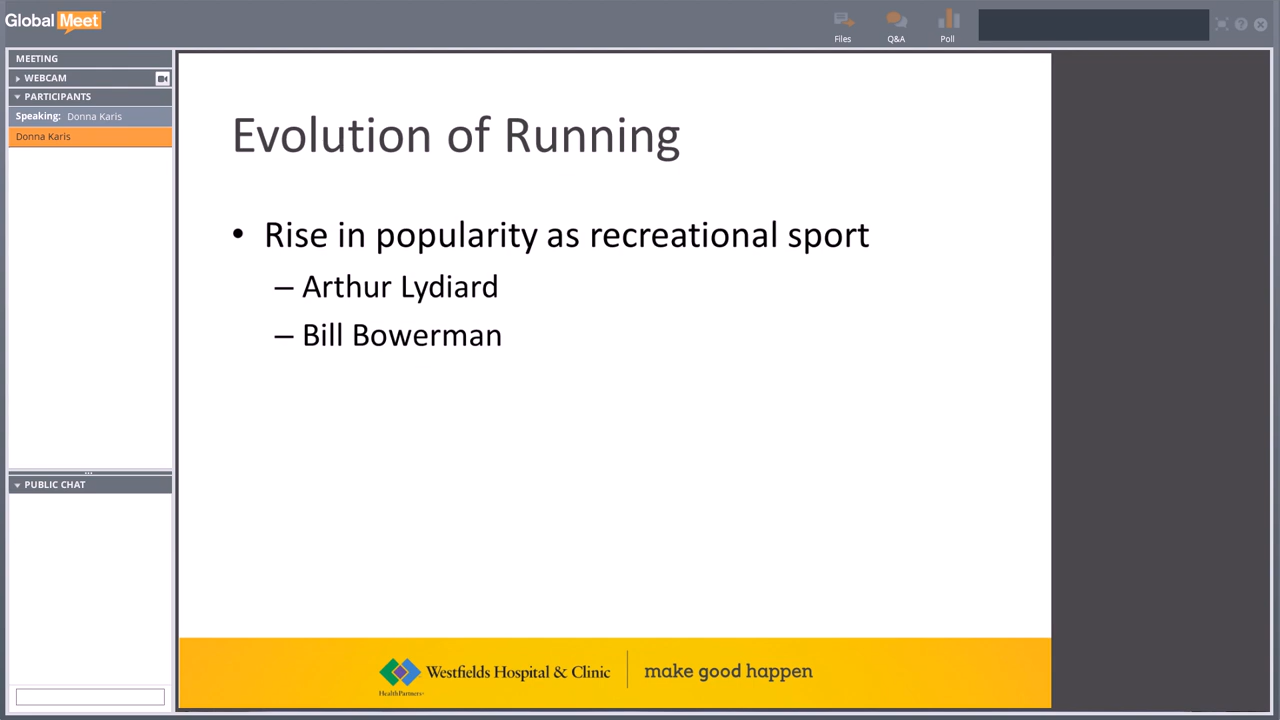 Global Meet
Files
Q&A
Poll
MEETING
WEBCAM
PARTICIPANTS
Speaking: Donna Karis
Donna Karis
PUBLIC CHAT
Evolution of Running
• Rise in popularity as recreational sport
– Arthur Lydiard
– Bill Bowerman
Westfields Hospital & Clinic
HealthPartners
make good happen